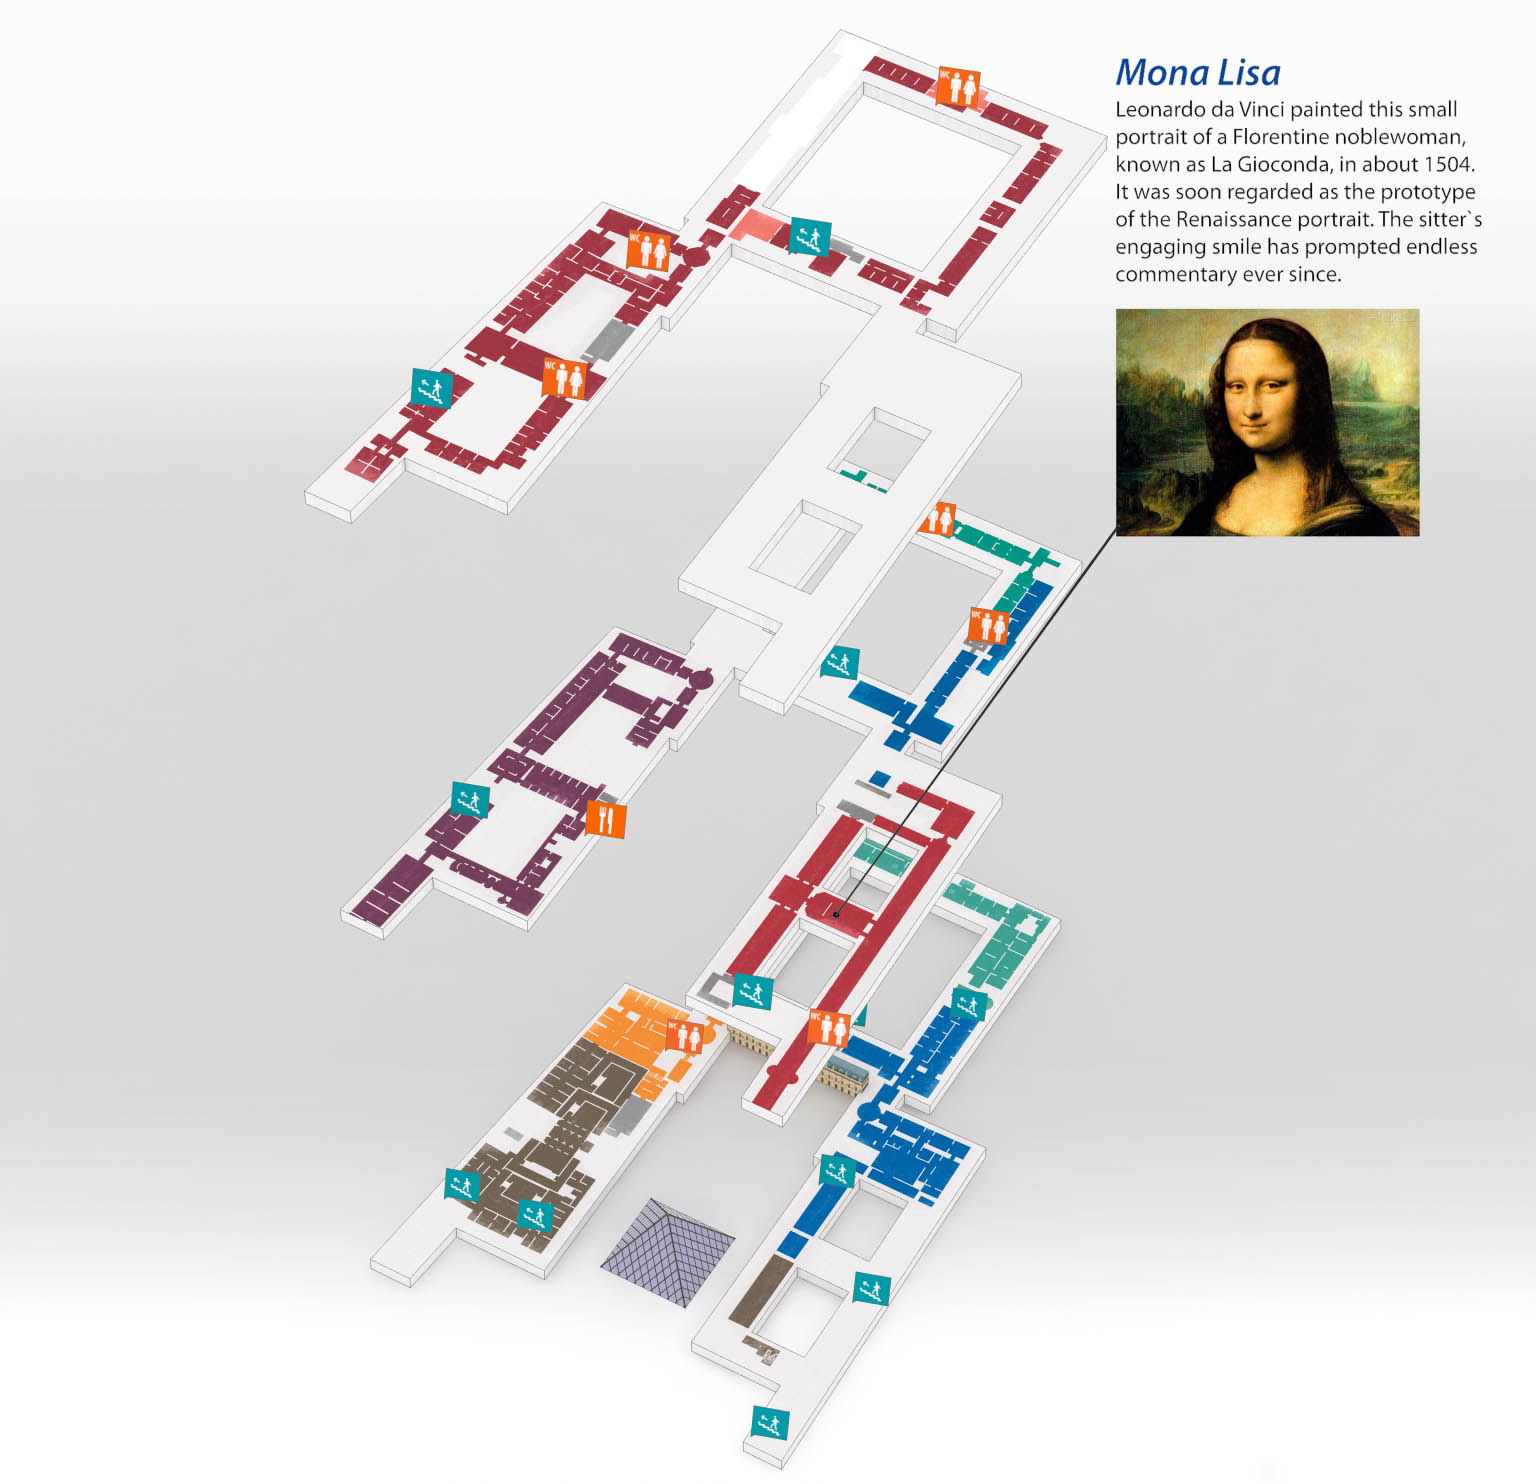 Mona Lisa
Leonardo da Vinci painted this small
portrait of a Florentine noblewoman,
known as La Gioconda, in about 1504.
It was soon regarded as the prototype
of the Renaissance portrait. The sitter`s
engaging smile has prompted endless
commentary ever since.
WC
WC
WC
WC
WC
WC